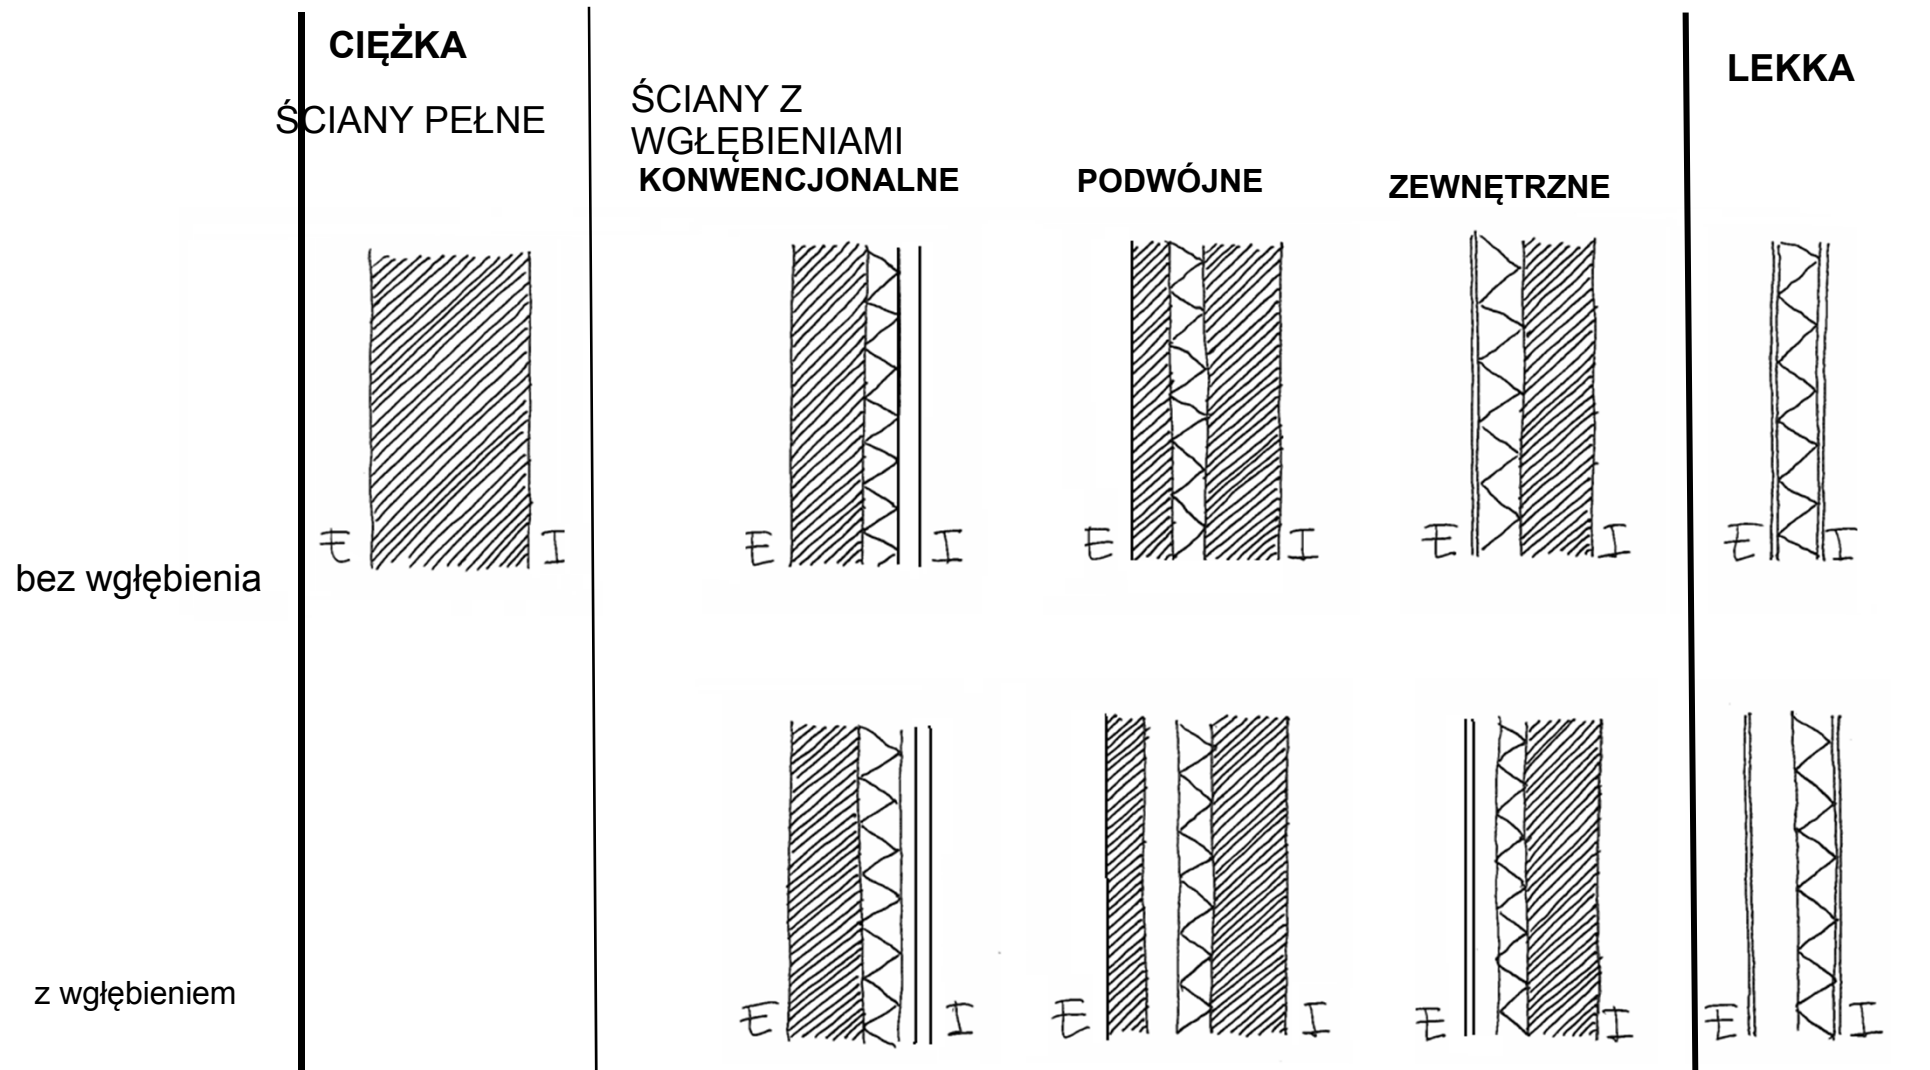 CIĘŻKA
ŚCIANY PEŁNE
ŚCIANY Z
WGŁĘBIENIAMI
KONWENCJONALNE
PODWÓJNE
ZEWNĘTRZNE
LEKKA
bez wgłębienia
E I
E I
E I
E I
E I
z wgłębieniem
E I
E I
E I
E I